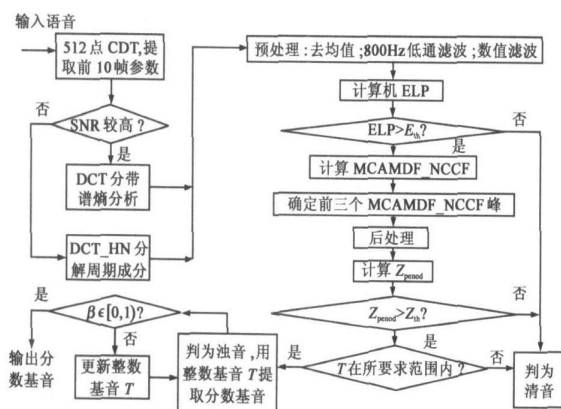 输入语音
512点CDT,提
取前10帧参数
否
SNR较高?
是
DCT分带
谱熵分析
DCT_HN分
解周期成分
预处理:去均值;800Hz低通滤波;数值滤波
计算机ELP
ELP>E_th?
否
是
计算MCAMDF_NCCF
确定前三个MCAMDF_NCCF峰
后处理
计算Z_penod
Z_penod>Z_th?
否
是
T在所要求范围内?
是
否
判为
清音
判为浊音,用
整数基音T提
取分数基音
β∈[0,1)?
是
否
输出分
数基音
更新整数
基音T